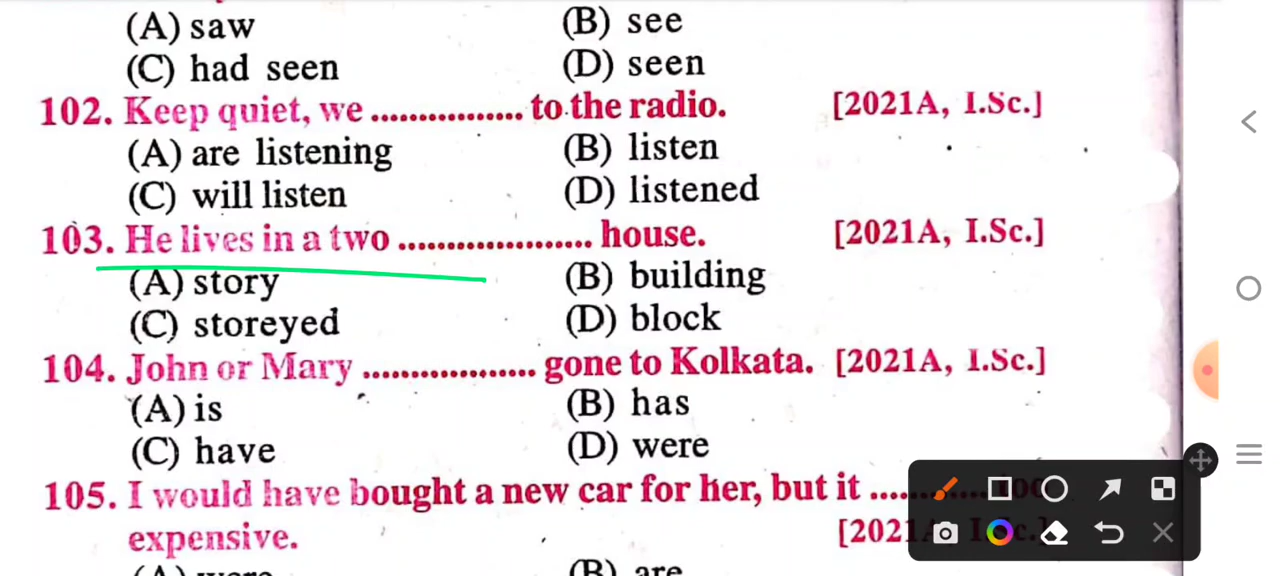 (A) saw (B) see
(C) had seen (D) seen
102. Keep quiet, we ................ to the radio. [2021A, I.Sc.]
(A) are listening (B) listen
(C) will listen (D) listened
103. He lives in a two .................... house. [2021A, I.Sc.]
(A) story (B) building
(C) storeyed (D) block
104. John or Mary .................. gone to Kolkata. [2021A, I.Sc.]
(A) is (B) has
(C) have (D) were
105. I would have bought a new car for her, but it ............
expensive. [2021
(B) are